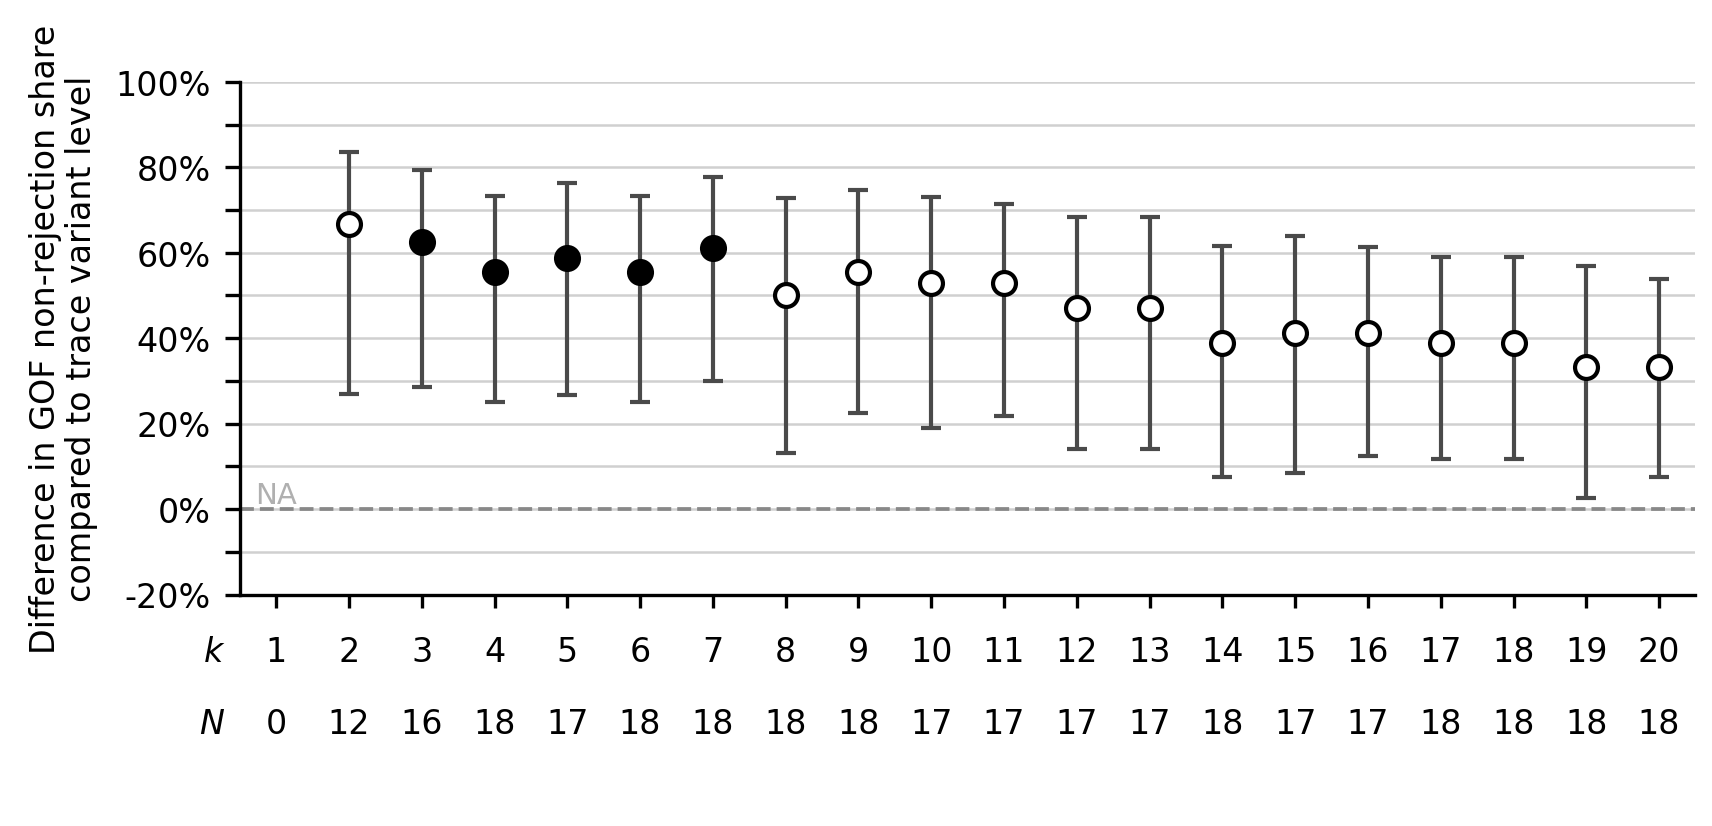 Difference in GOF non-rejection share
compared to trace variant level
100%
80%
60%
40%
20%
0%
-20%
NA
k 1 2 3 4 5 6 7 8 9 10 11 12 13 14 15 16 17 18 19 20
N 0 12 16 18 17 18 18 18 18 17 17 17 17 18 17 17 18 18 18 18